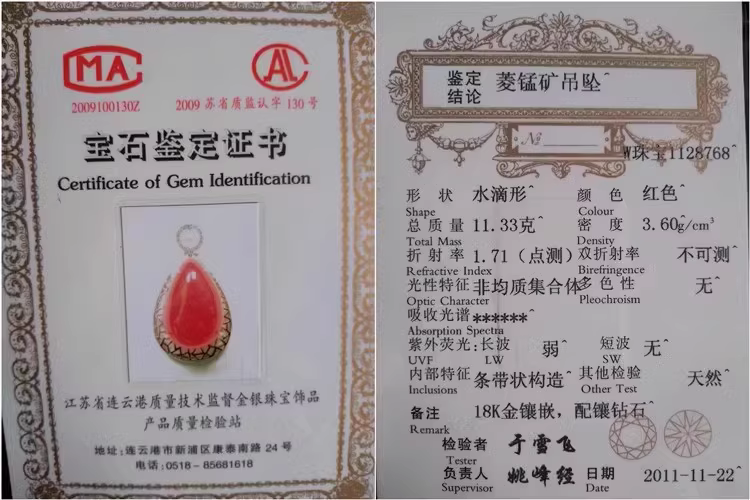 CMA
CAL
2009100130Z
2009 苏省质监认字 130 号
宝石鉴定证书
Certificate of Gem Identification
江苏省连云港质量技术监督金银珠宝饰品
产品质量检验站
地址:连云港市新浦区康泰南路 24 号
电话:0518-85681618
鉴定结论 菱锰矿吊坠^
№
W珠宝1128768^
形状 水滴形^ 颜色 红色^
Shape Colour
总质量 11.33克^ 密度 3.60g/cm³
Total Mass Density
折射率 1.71(点测)^ 双折射率 不可测^
Refractive Index Birefringence
光性特征 非均质集合体^ 多色性 无^
Optic Character Pleochroism
吸收光谱 ******^
Absorption Spectra
紫外荧光:长波 弱^ 短波 无^
UVF LW SW
内部特征 条带状构造^ 其他检验 天然^
Inclusions Other Test
备注 18K金镶嵌,配镶钻石^
Remark
检验者 于雪飞
Tester
负责人 姚峰经 日期 2011-11-22^
Supervisor Date